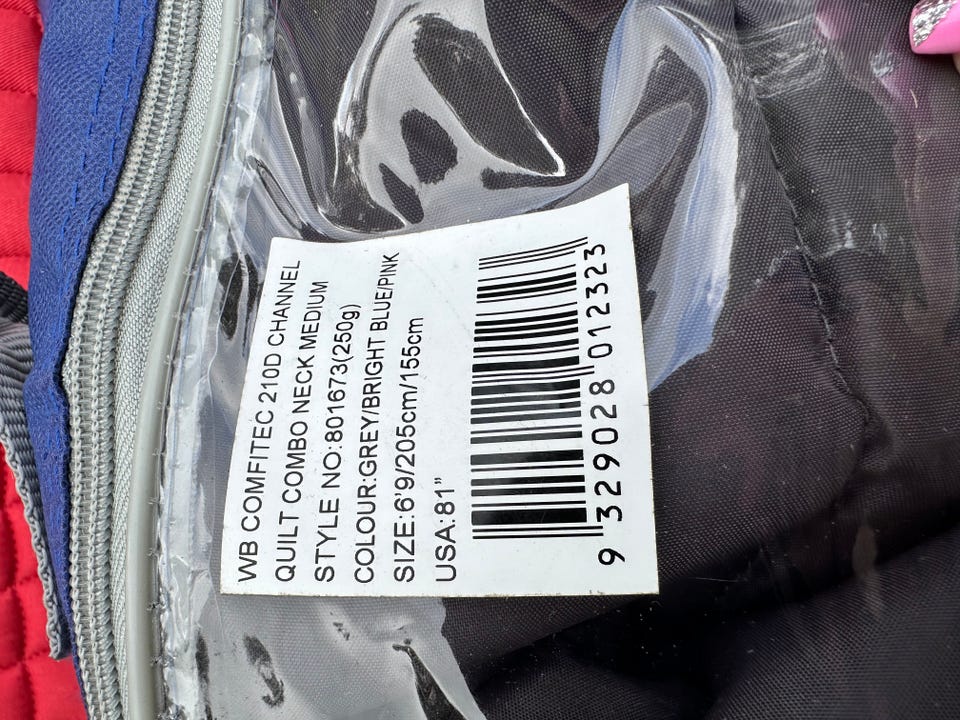 WB COMFITEC 210D CHANNEL
QUILT COMBO NECK MEDIUM
STYLE NO:801673(250g)
COLOUR:GREY/BRIGHT BLUE/PINK
SIZE:6'9/205cm/155cm
USA:81"
9 329028 012323